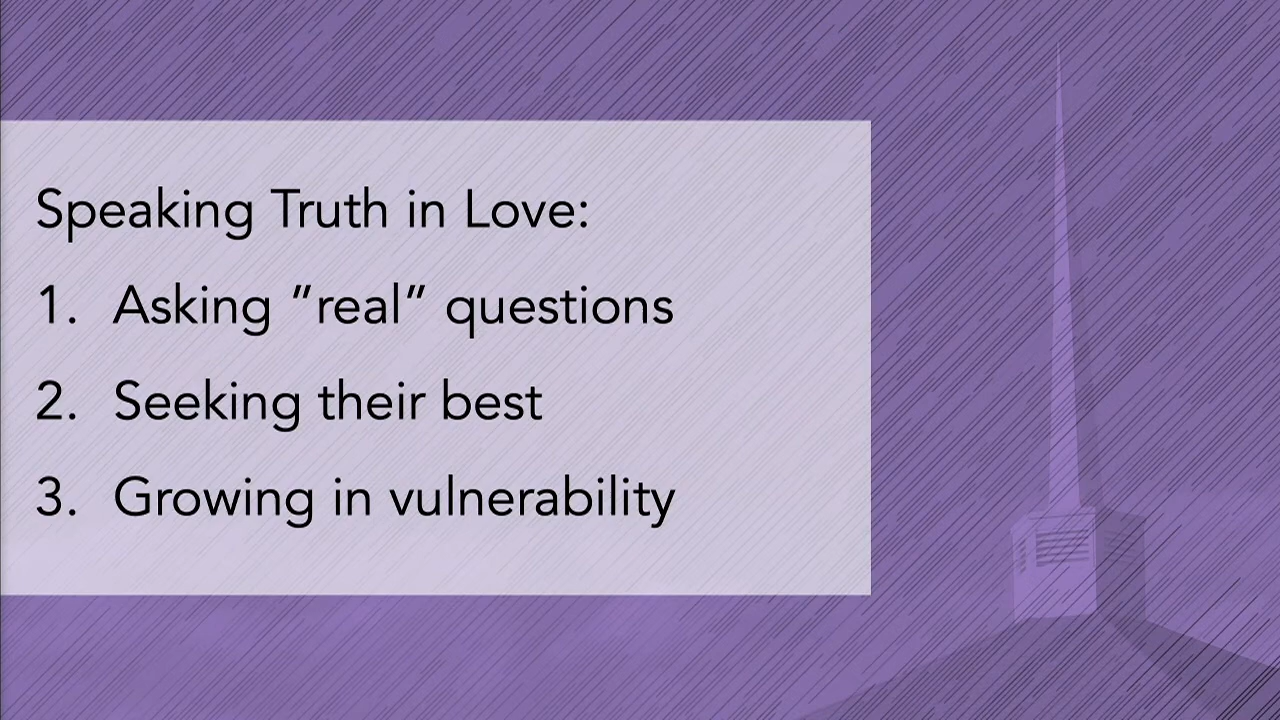 Speaking Truth in Love:
1. Asking "real" questions
2. Seeking their best
3. Growing in vulnerability